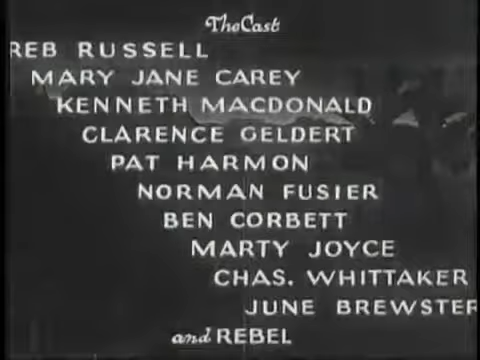 The Cast
REB RUSSELL
MARY JANE CAREY
KENNETH MACDONALD
CLARENCE GELDERT
PAT HARMON
NORMAN FUSIER
BEN CORBETT
MARTY JOYCE
CHAS. WHITTAKER
JUNE BREWSTER
and REBEL